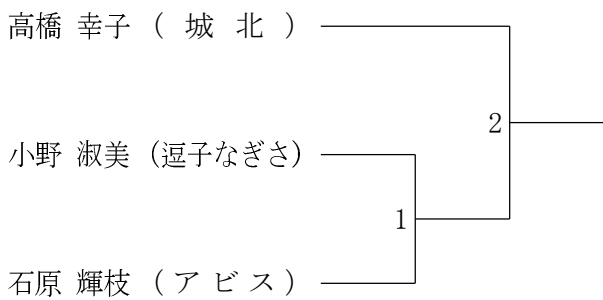 高橋 幸子 (城北)
2
小野 淑美 (逗子なぎさ)
1
石原 輝枝 (アビス)